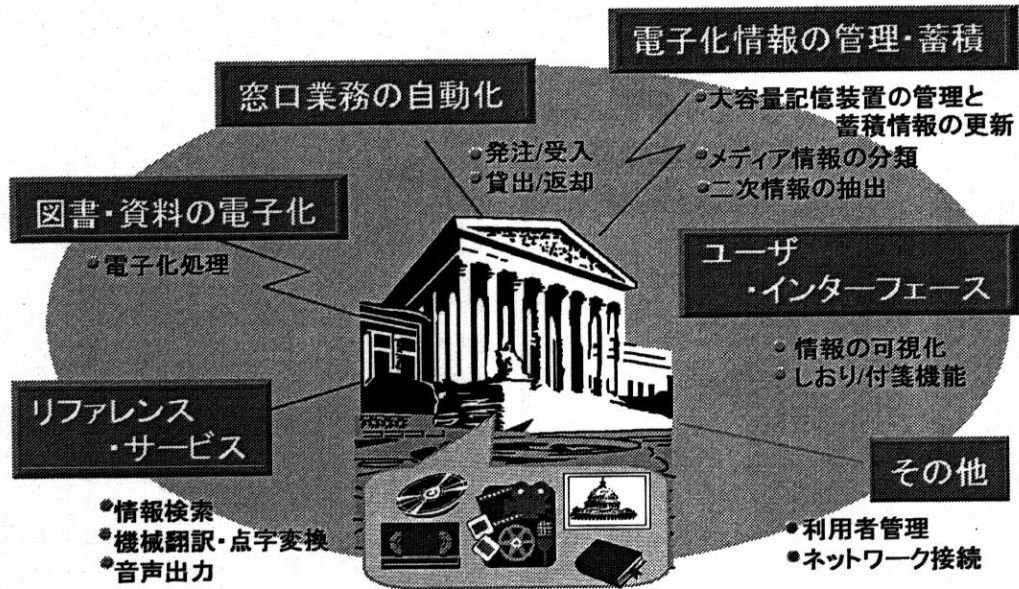 電子化情報の管理・蓄積
大容量記憶装置の管理と
蓄積情報の更新
メディア情報の分類
二次情報の抽出
窓口業務の自動化
発注/受入
貸出/返却
図書・資料の電子化
電子化処理
ユーザ
・インターフェース
情報の可視化
しおり/付箋機能
リファレンス
・サービス
情報検索
機械翻訳・点字変換
音声出力
その他
利用者管理
ネットワーク接続